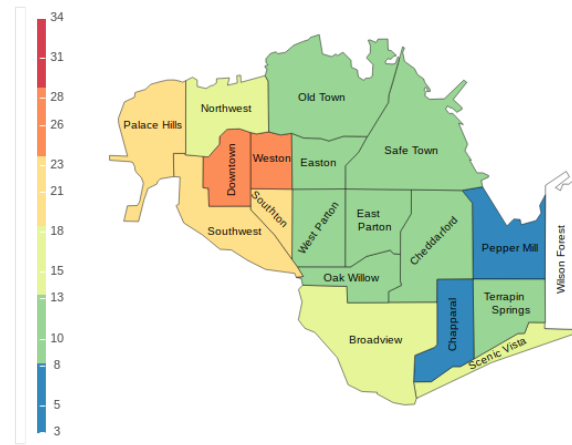 34
31
28
26
23
21
18
15
13
10
8
5
3
Old Town
Northwest
Palace Hills
Safe Town
Weston
Easton
Downtown
Southton
West Parton
East
Parton
Cheddarford
Southwest
Pepper Mill
Wilson Forest
Oak Willow
Terrapin
Springs
Chapparal
Broadview
Scenic Vista